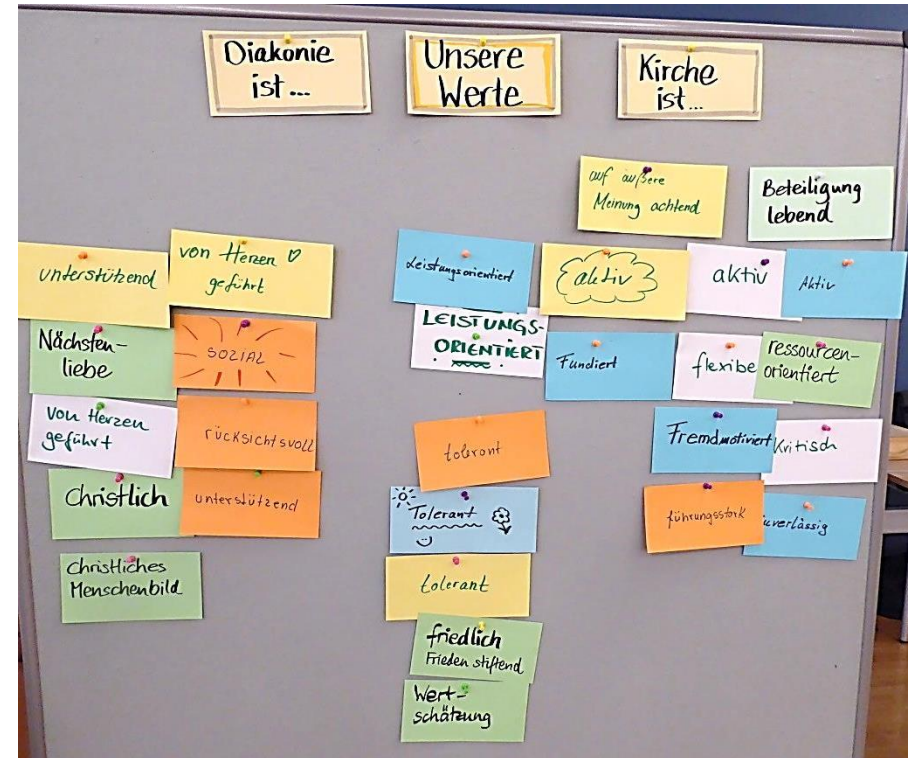 Diakonie
ist...
Unsere
Werte
Kirche
ist...
unterstützend
von Herzen
geführt
Nächsten-
liebe
SOZIAL
von Herzen
geführt
rücksichtsvoll
Christlich
unterstützend
Christliches
Menschenbild
Leistungsorientiert
LEISTUNGS-
ORIENTIERT
tolerant
Tolerant
tolerant
friedlich
Frieden stiftend
Wert-
schätzung
auf äußere
Meinung achtend
Beteiligung
lebend
aktiv
aktiv
Aktiv
Fundiert
flexibe
ressourcen-
orientiert
Fremdmotiviert
Kritisch
führungsstark
zuverlässig